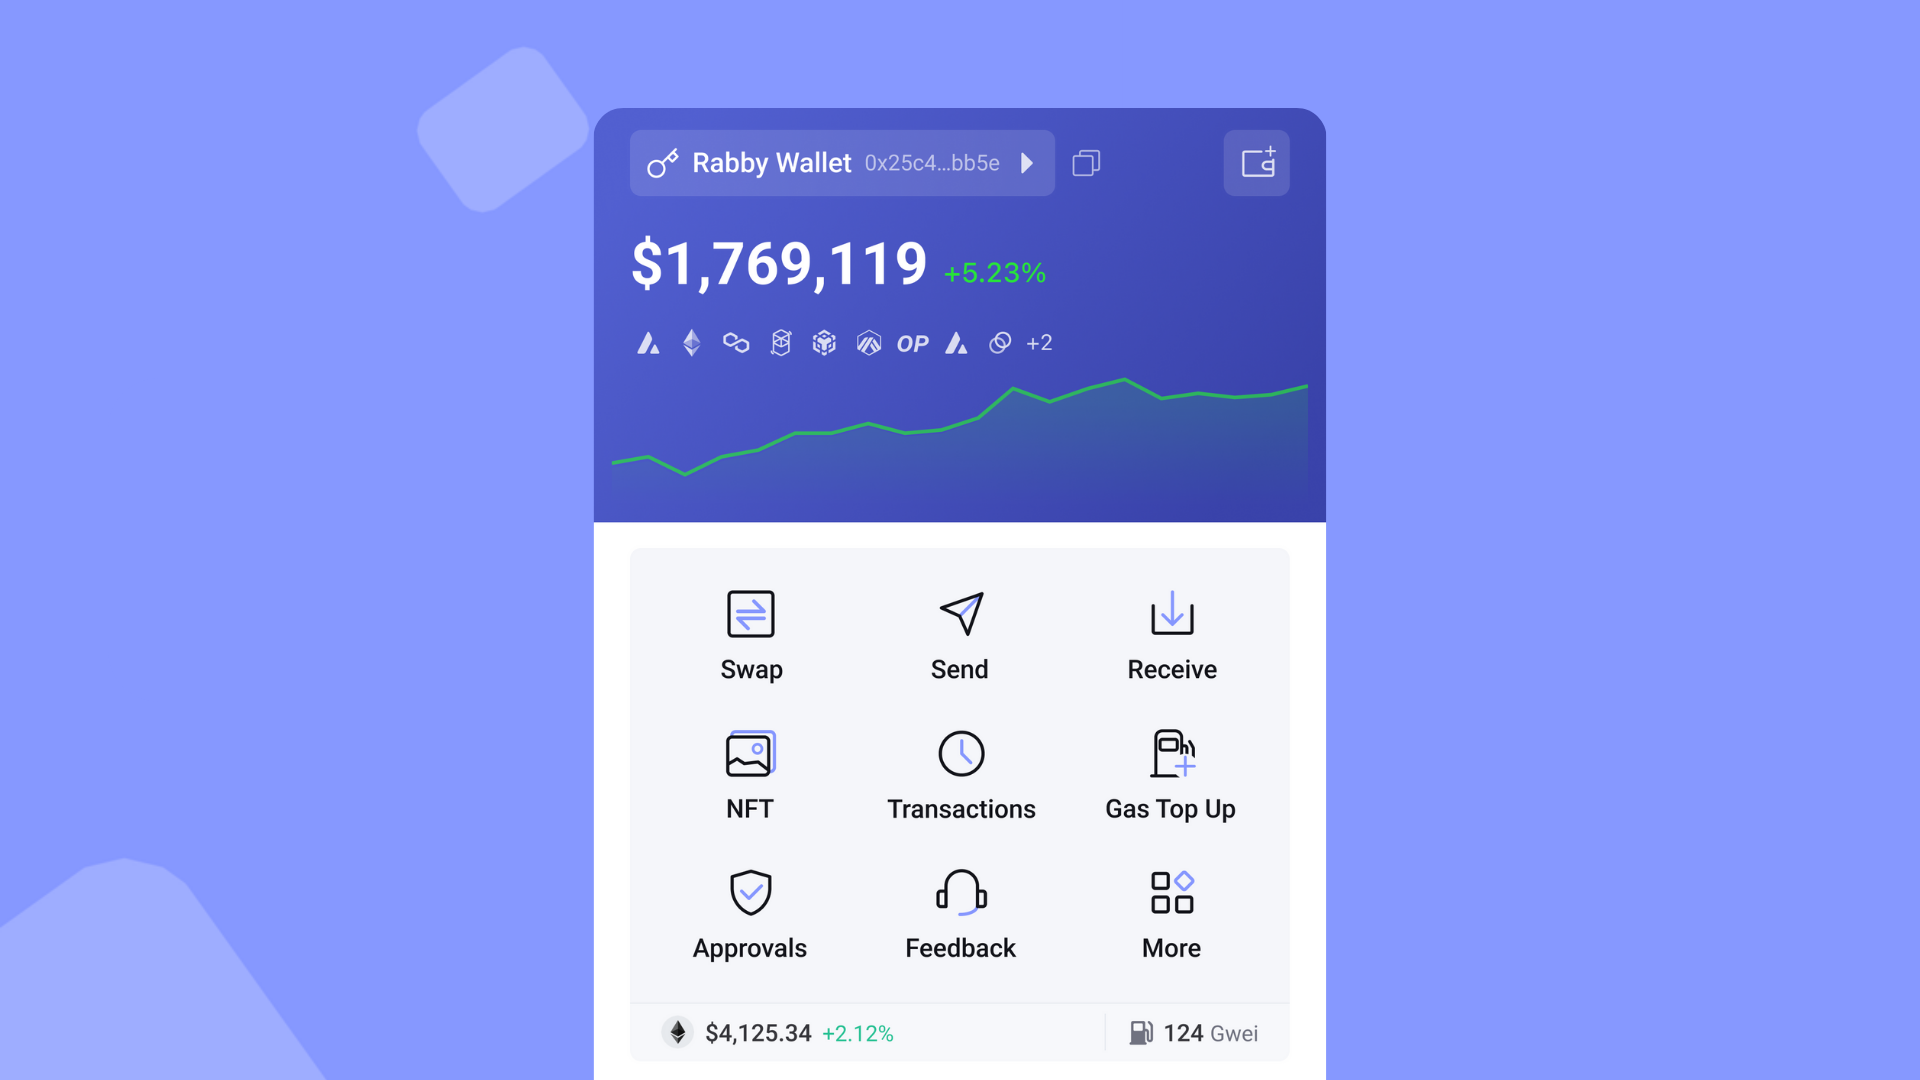 Rabby Wallet 0x25c4...bb5e
$1,769,119 +5.23%
OP +2
Swap Send Receive
NFT Transactions Gas Top Up
Approvals Feedback More
$4,125.34 +2.12% 124 Gwei